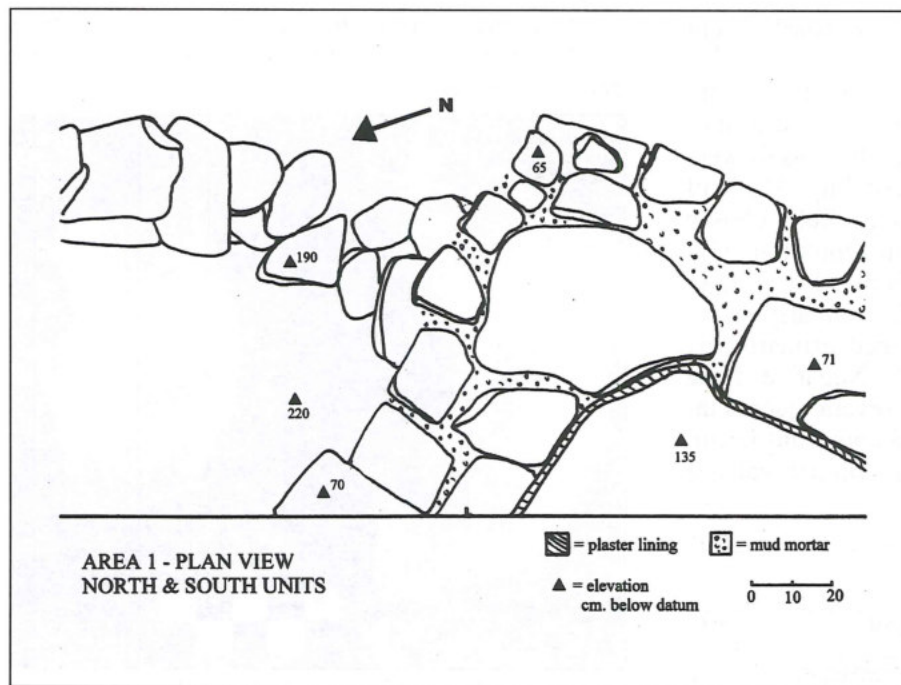 N
65
190
71
220
135
70
AREA 1 - PLAN VIEW
NORTH & SOUTH UNITS
= plaster lining
= mud mortar
= elevation
cm. below datum
0 10 20